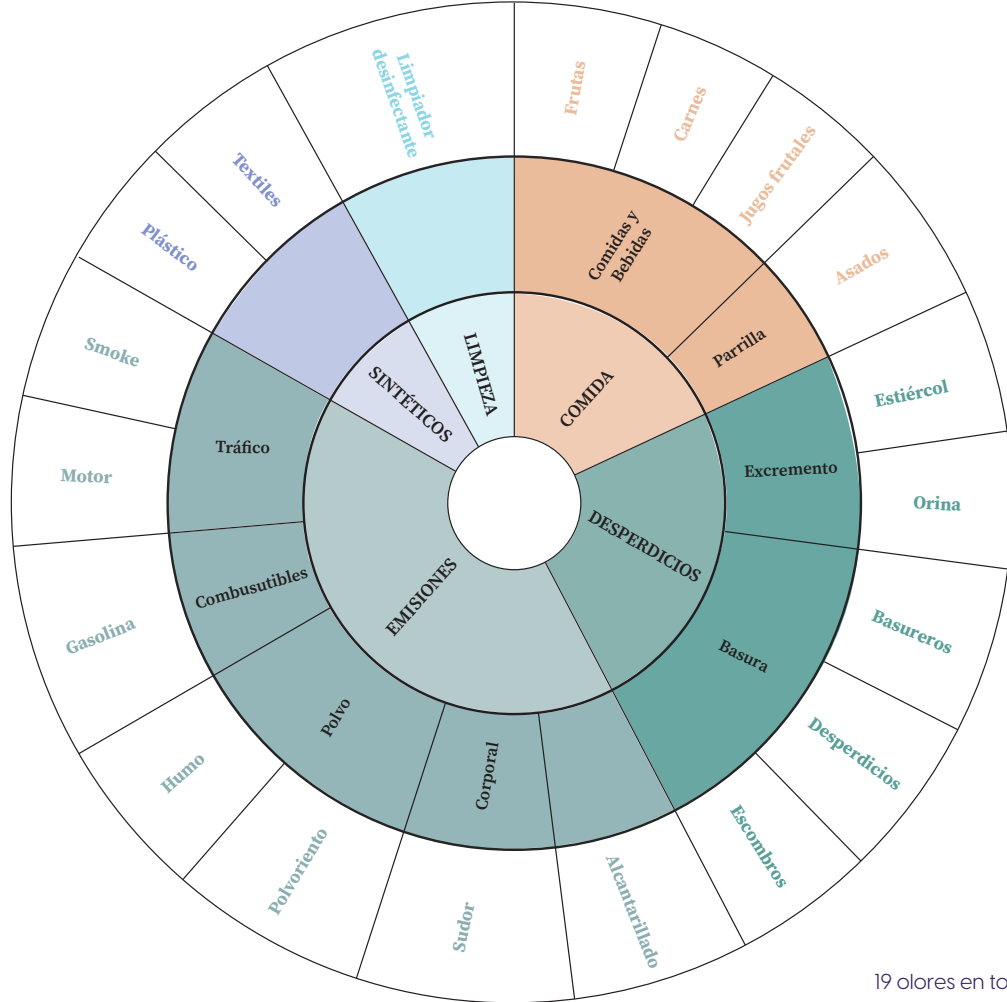 Limpiador
desinfectante
Frutas
Carnes
Jugos frutales
Asados
Estiércol
Orina
Basureros
Desperdicios
Escombros
Alcantarillado
Sudor
Polvoriento
Humo
Gasolina
Motor
Smoke
Plástico
Textiles
Comidas y
Bebidas
Parrilla
Excremento
Basura
Corporal
Polvo
Combusutibles
Tráfico
LIMPIEZA
COMIDA
DESPERDICIOS
EMISIONES
SINTÉTICOS
19 olores en